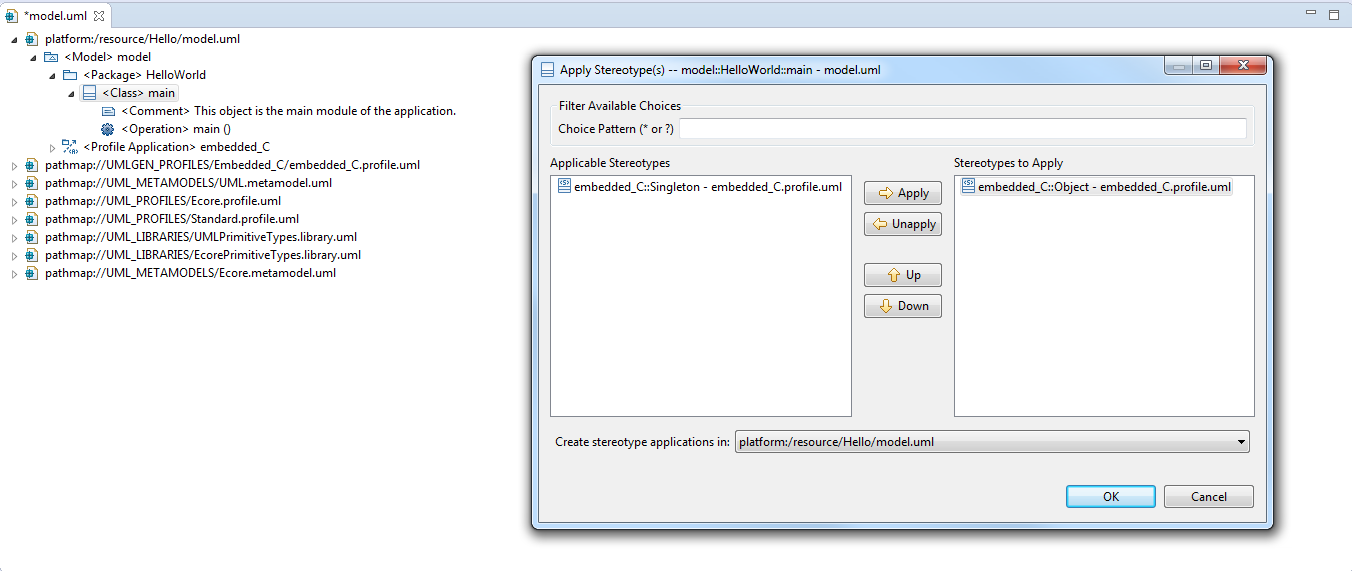 *model.uml
platform:/resource/Hello/model.uml
<Model> model
<Package> HelloWorld
<Class> main
<Comment> This object is the main module of the application.
<Operation> main ()
<Profile Application> embedded_C
pathmap://UMLGEN_PROFILES/Embedded_C/embedded_C.profile.uml
pathmap://UML_METAMODELS/UML.metamodel.uml
pathmap://UML_PROFILES/Ecore.profile.uml
pathmap://UML_PROFILES/Standard.profile.uml
pathmap://UML_LIBRARIES/UMLPrimitiveTypes.library.uml
pathmap://UML_LIBRARIES/EcorePrimitiveTypes.library.uml
pathmap://UML_METAMODELS/Ecore.metamodel.uml
Apply Stereotype(s) -- model::HelloWorld::main - model.uml
Filter Available Choices
Choice Pattern (* or ?)
Applicable Stereotypes
embedded_C::Singleton - embedded_C.profile.uml
Apply
Unapply
Up
Down
Stereotypes to Apply
embedded_C::Object - embedded_C.profile.uml
Create stereotype applications in: platform:/resource/Hello/model.uml
OK Cancel